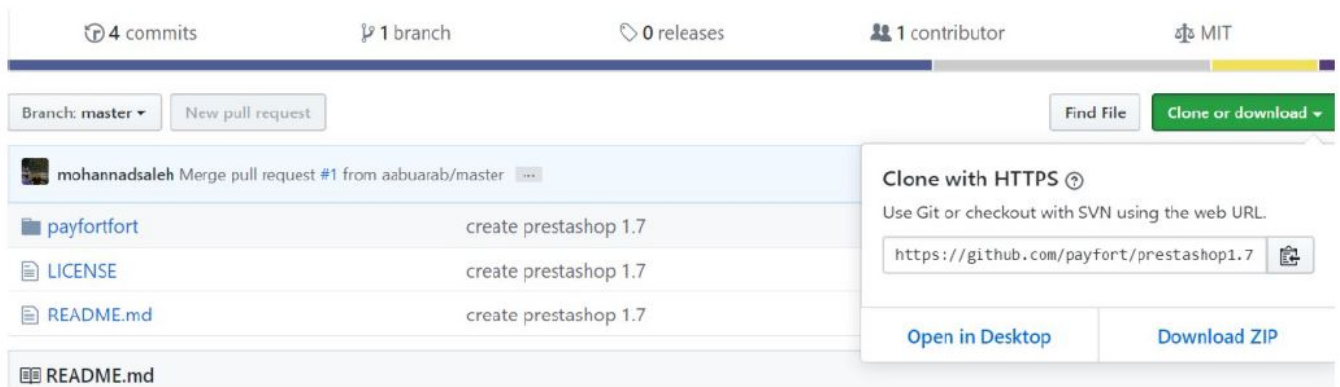 4 commits 1 branch 0 releases 1 contributor MIT
Branch: master New pull request Find File Clone or download
mohannadsaleh Merge pull request #1 from aabuarab/master ...
Clone with HTTPS
Use Git or checkout with SVN using the web URL.
payfortfort create prestashop 1.7
https://github.com/payfort/prestashop1.7
LICENSE create prestashop 1.7
README.md create prestashop 1.7
Open in Desktop Download ZIP
README.md